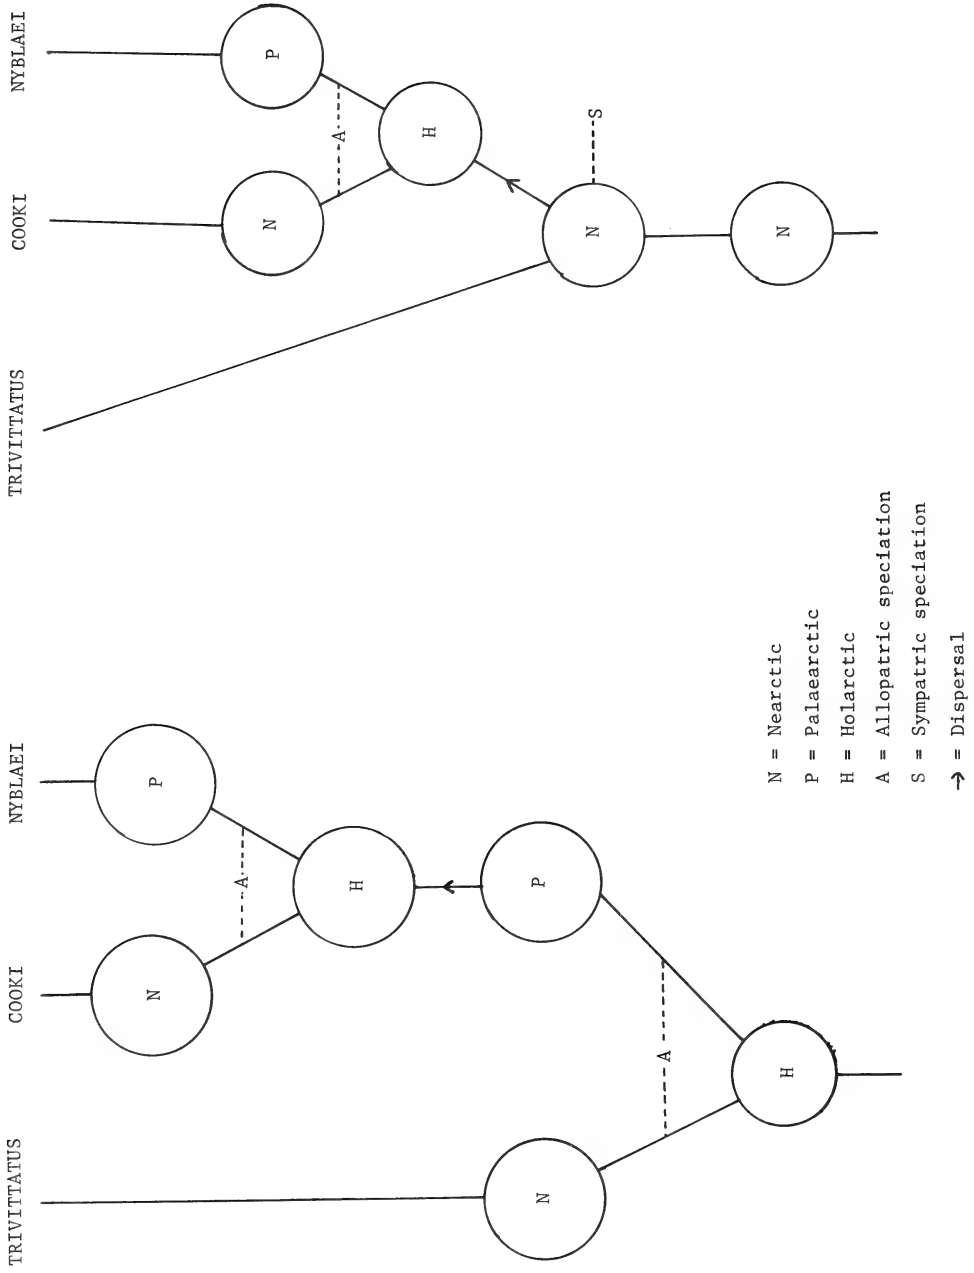 TRIVITTATUS COOKI NYBLAEI
N P
A
H
N P
A
H
TRIVITTATUS COOKI NYBLAEI
N P
A
H
N S
N
N = Nearctic
P = Palaearctic
H = Holarctic
A = Allopatric speciation
S = Sympatric speciation
→ = Dispersal